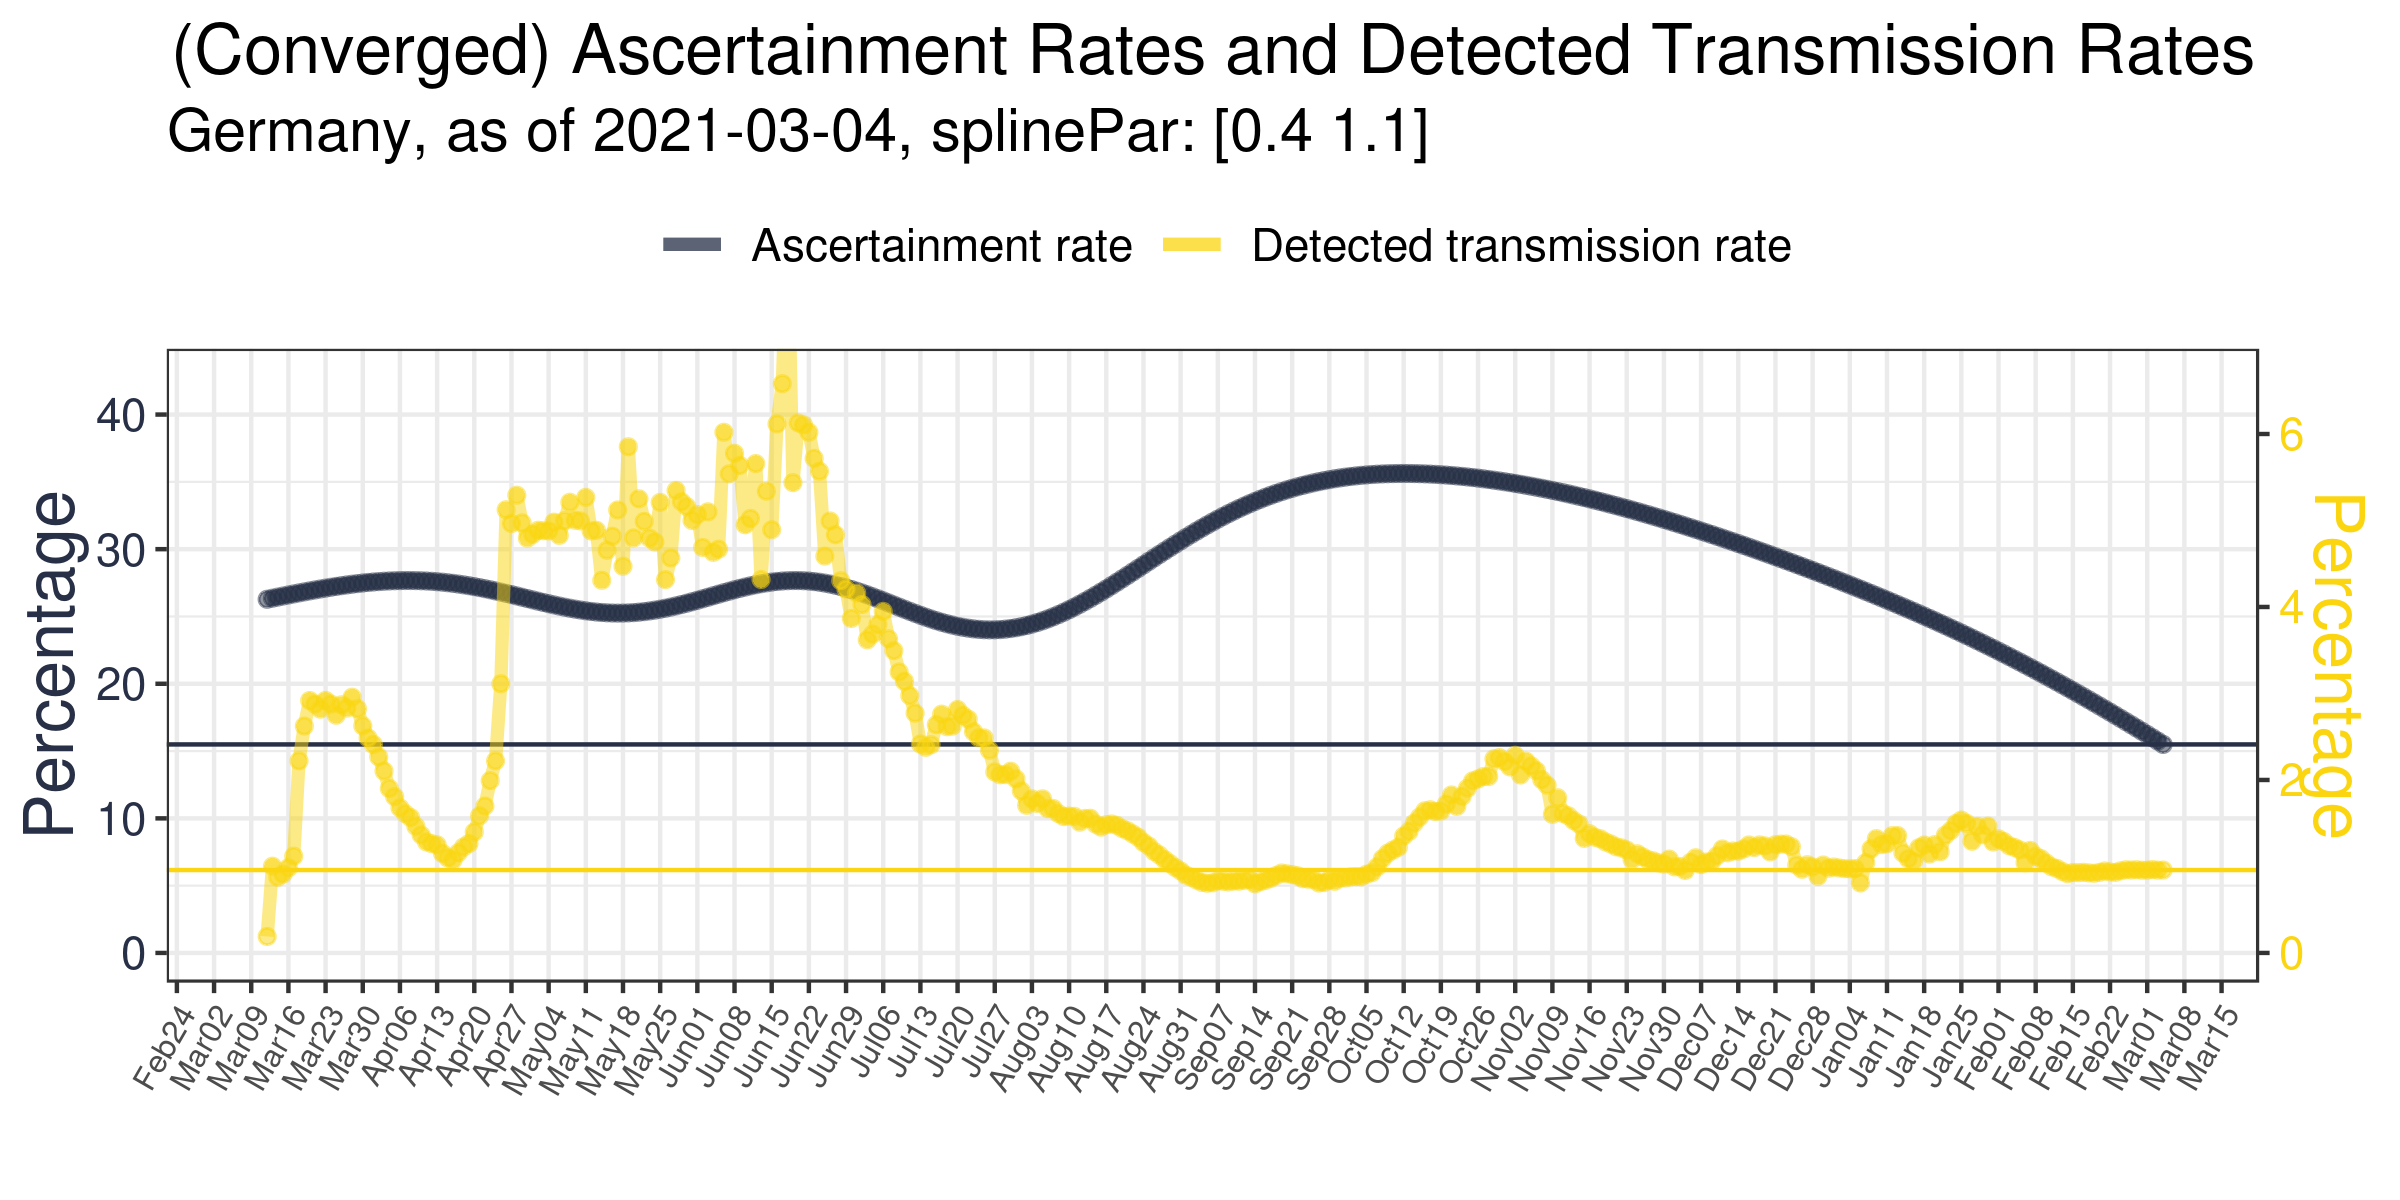 (Converged) Ascertainment Rates and Detected Transmission Rates
Germany, as of 2021-03-04, splinePar: [0.4 1.1]
Ascertainment rate
Detected transmission rate
Percentage
40
30
20
10
0
6
4
2
0
Percentage
Feb24
Mar02
Mar09
Mar16
Mar23
Mar30
Apr06
Apr13
Apr20
Apr27
May04
May11
May18
May25
Jun01
Jun08
Jun15
Jun22
Jun29
Jul06
Jul13
Jul20
Jul27
Aug03
Aug10
Aug17
Aug24
Aug31
Sep07
Sep14
Sep21
Sep28
Oct05
Oct12
Oct19
Oct26
Nov02
Nov09
Nov16
Nov23
Nov30
Dec07
Dec14
Dec21
Dec28
Jan04
Jan11
Jan18
Jan25
Feb01
Feb08
Feb15
Feb22
Mar01
Mar08
Mar15